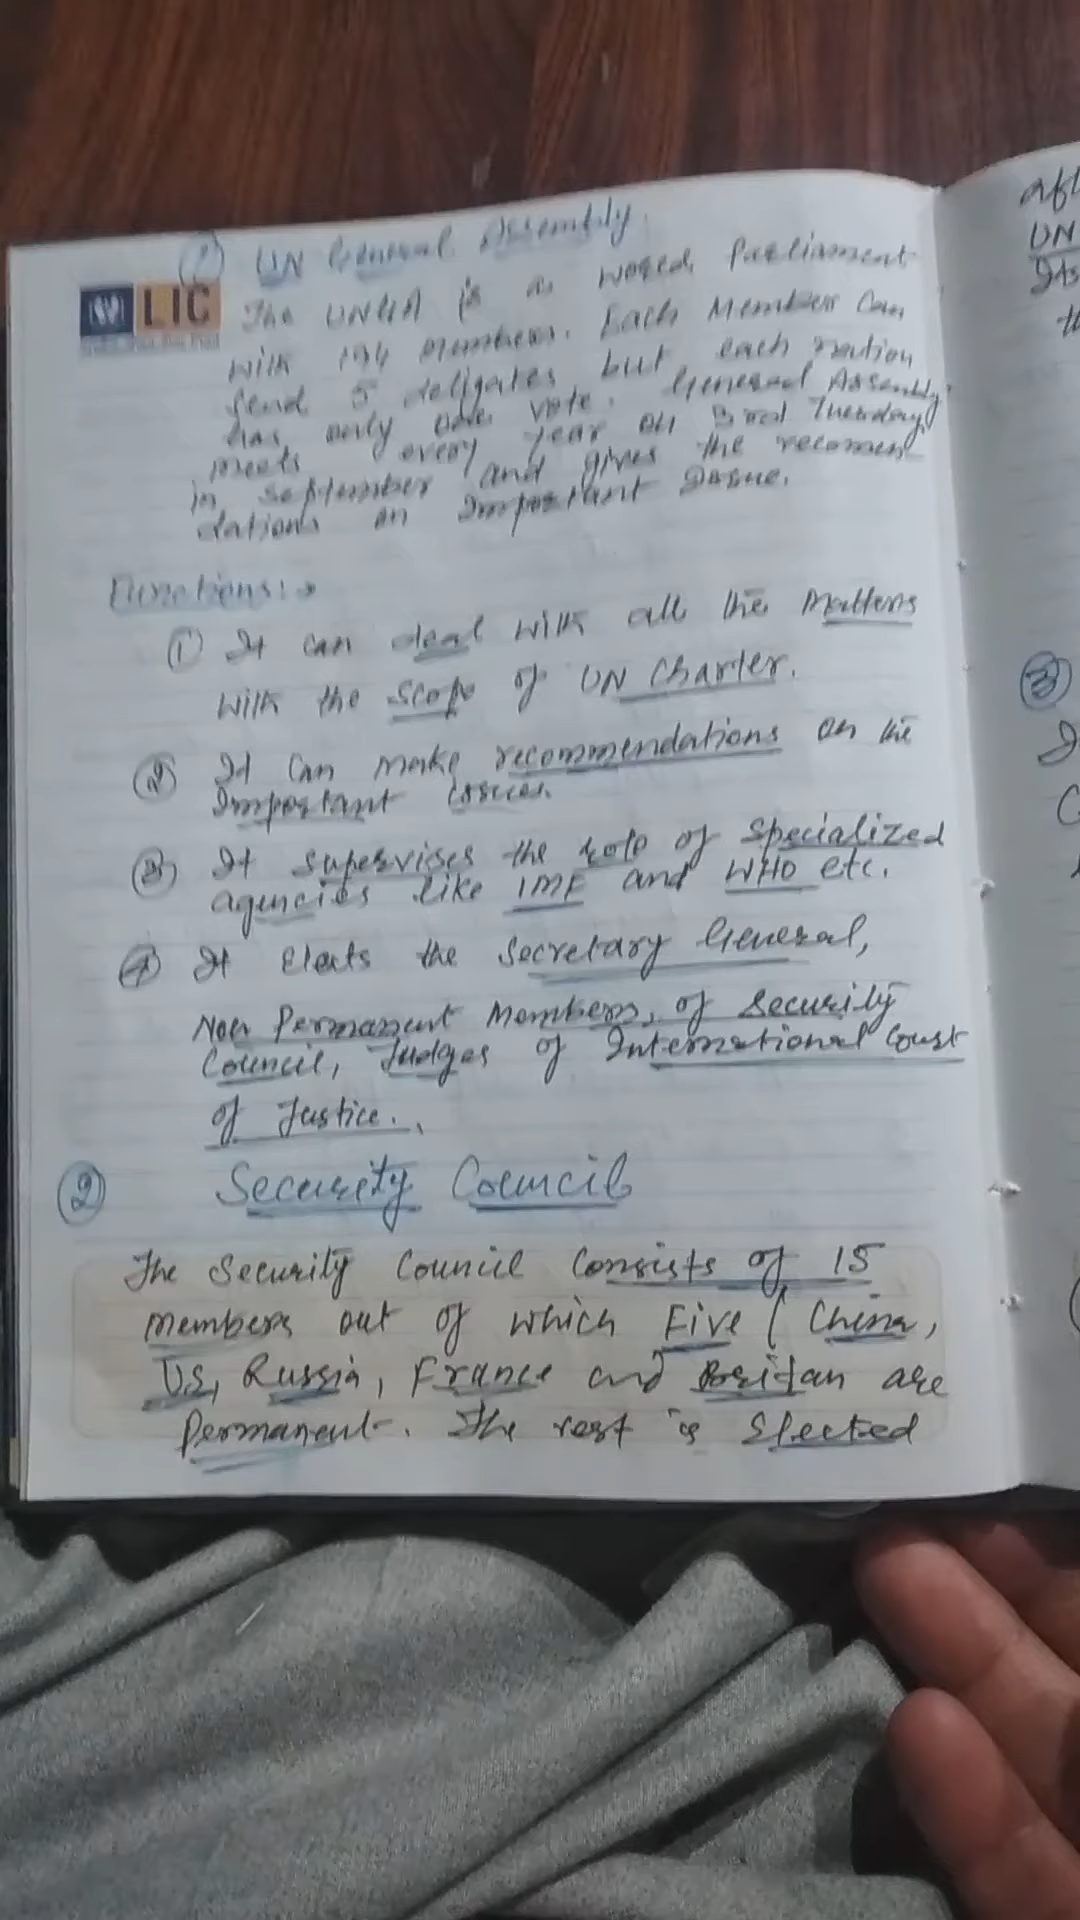 ① UN General Assembly.
LIC
The UNGA is a world Parliament
with 194 members. Each Member Can
send 5 deligates but each nation
has only one vote. General Assembly
meets every year on 3rd Tuesday
in September and gives the recomen-
dations on Important Issue.
Functions:→
① It can deal with all the matters
with the scope of UN Charter.
② It Can make recommendations on the
Important issues.
③ It supervises the role of specialized
agencies like IMF and WHO etc.
④ It Elects the Secretary General,
Non Permanent Members, of Security
Council, Judges of International Court
of Justice.
② Security Council
The Security Council Consists of 15
members out of which Five ( China,
US, Russia, France and Britan are
Permanent. The rest is Elected
UN
③